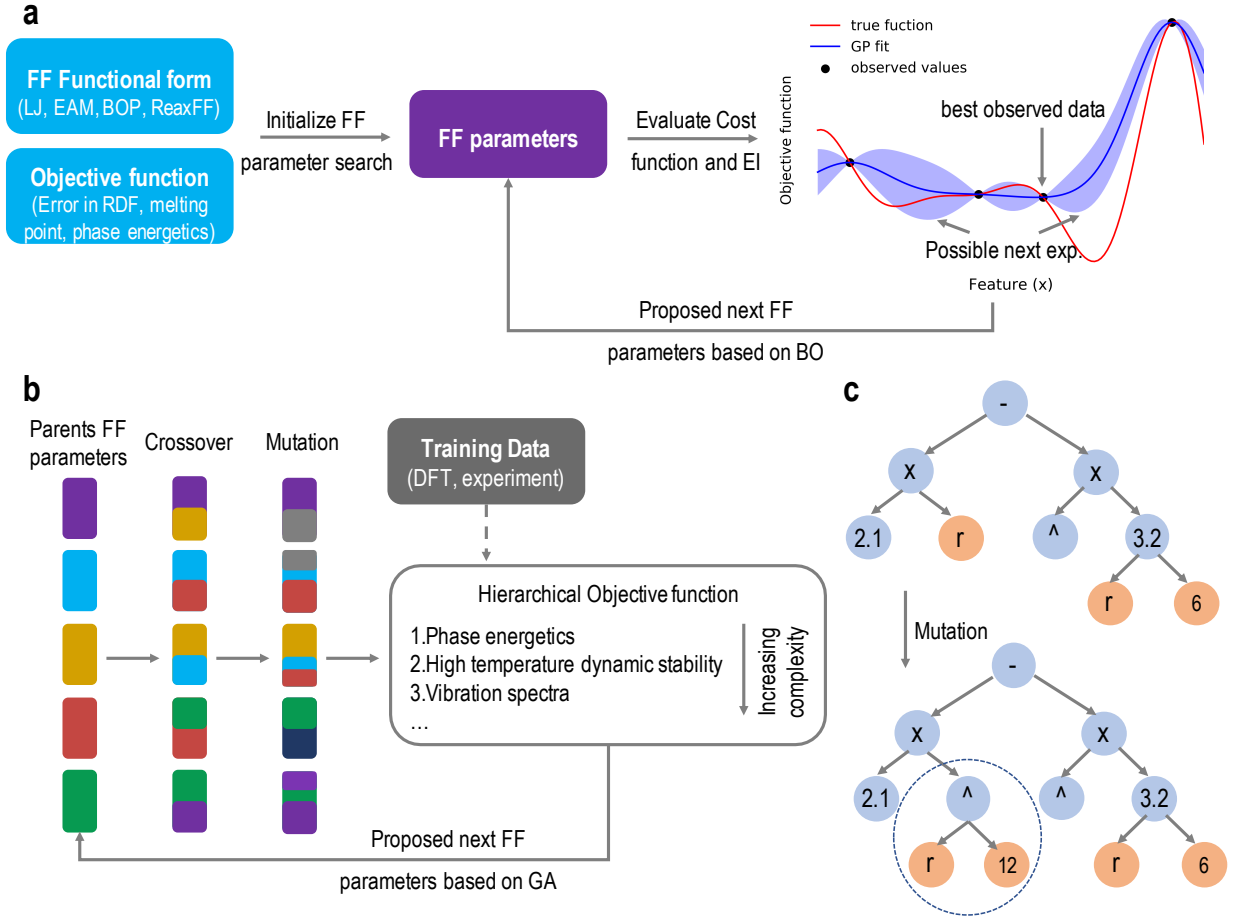 a
FF Functional form
(LJ, EAM, BOP, ReaxFF)
Objective function
(Error in RDF, melting
point, phase energetics)
Initialize FF
parameter search
FF parameters
Evaluate Cost
function and EI
true fuction
GP fit
observed values
best observed data
Objective function
Possible next exp.
Feature (x)
Proposed next FF
parameters based on BO
b
Parents FF
parameters
Crossover
Mutation
Training Data
(DFT, experiment)
Hierarchical Objective function
1.Phase energetics
2.High temperature dynamic stability
3.Vibration spectra
...
Increasing
complexity
Proposed next FF
parameters based on GA
c
-
x
x
2.1
r
^
3.2
r
6
Mutation
-
x
x
2.1
^
^
3.2
r
12
r
6